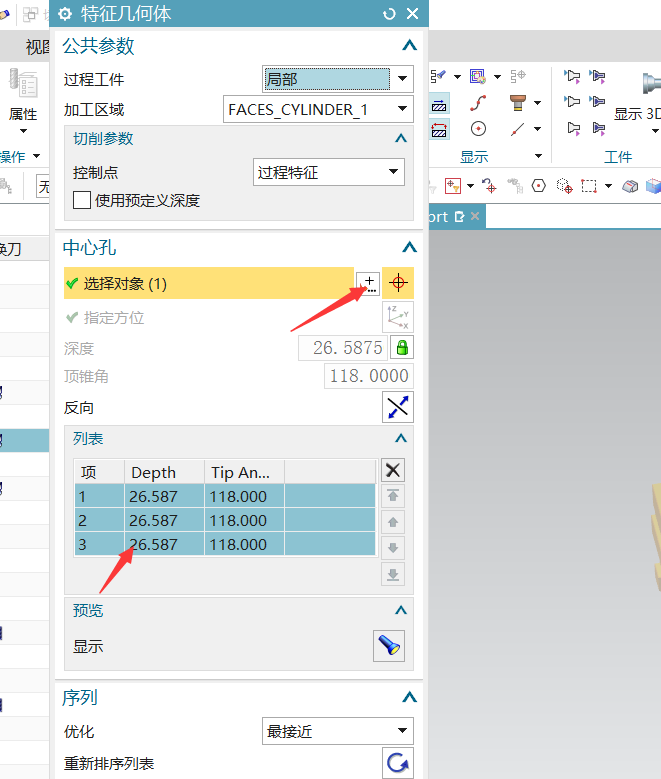 特征几何体
公共参数
过程工件 局部
加工区域 FACES_CYLINDER_1
切削参数
控制点 过程特征
使用预定义深度
中心孔
选择对象 (1)
指定方位
深度 26.5875
顶锥角 118.0000
反向
列表
项 Depth Tip An...
1 26.587 118.000
2 26.587 118.000
3 26.587 118.000
预览
显示
序列
优化 最接近
重新排序列表
视图
属性
操作
无
换刀
显示
显示 3D
工件
ort